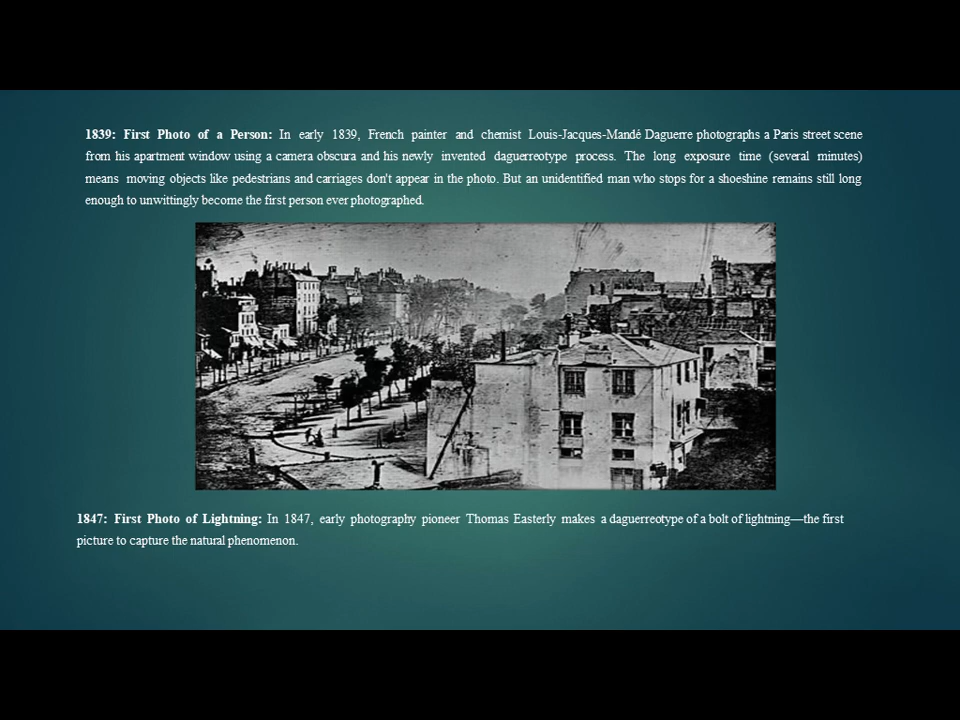 1839: First Photo of a Person: In early 1839, French painter and chemist Louis-Jacques-Mandé Daguerre photographs a Paris street scene
from his apartment window using a camera obscura and his newly invented daguerreotype process. The long exposure time (several minutes)
means moving objects like pedestrians and carriages don't appear in the photo. But an unidentified man who stops for a shoeshine remains still long
enough to unwittingly become the first person ever photographed.
1847: First Photo of Lightning: In 1847, early photography pioneer Thomas Easterly makes a daguerreotype of a bolt of lightning—the first
picture to capture the natural phenomenon.